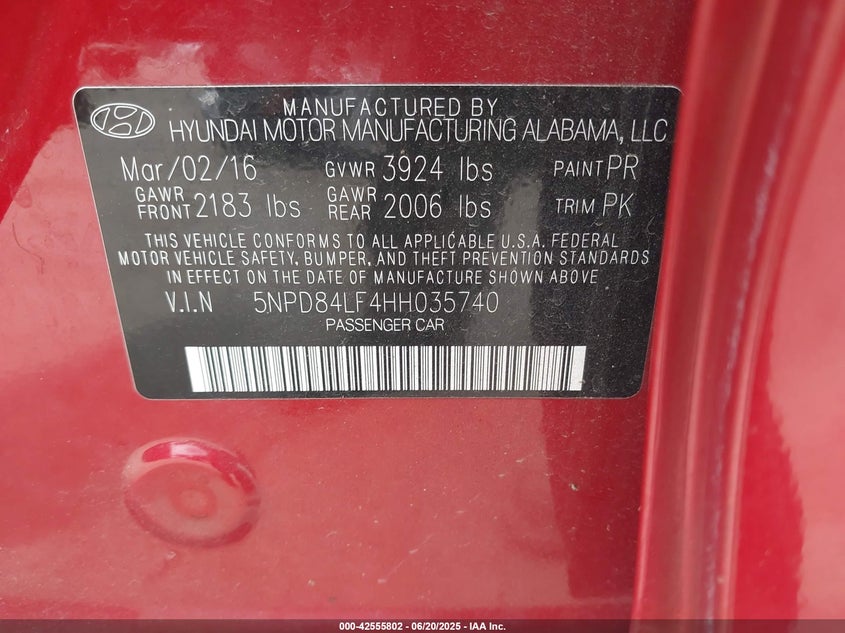 MANUFACTURED BY
HYUNDAI MOTOR MANUFACTURING ALABAMA, LLC
Mar/02/16 GVWR 3924 lbs PAINT PR
GAWR FRONT 2183 lbs GAWR REAR 2006 lbs TRIM PK
THIS VEHICLE CONFORMS TO ALL APPLICABLE U.S.A. FEDERAL
MOTOR VEHICLE SAFETY, BUMPER, AND THEFT PREVENTION STANDARDS
IN EFFECT ON THE DATE OF MANUFACTURE SHOWN ABOVE
V.I.N 5NPD84LF4HH035740
PASSENGER CAR
000-42555802 - 06/20/2025 - IAA Inc.